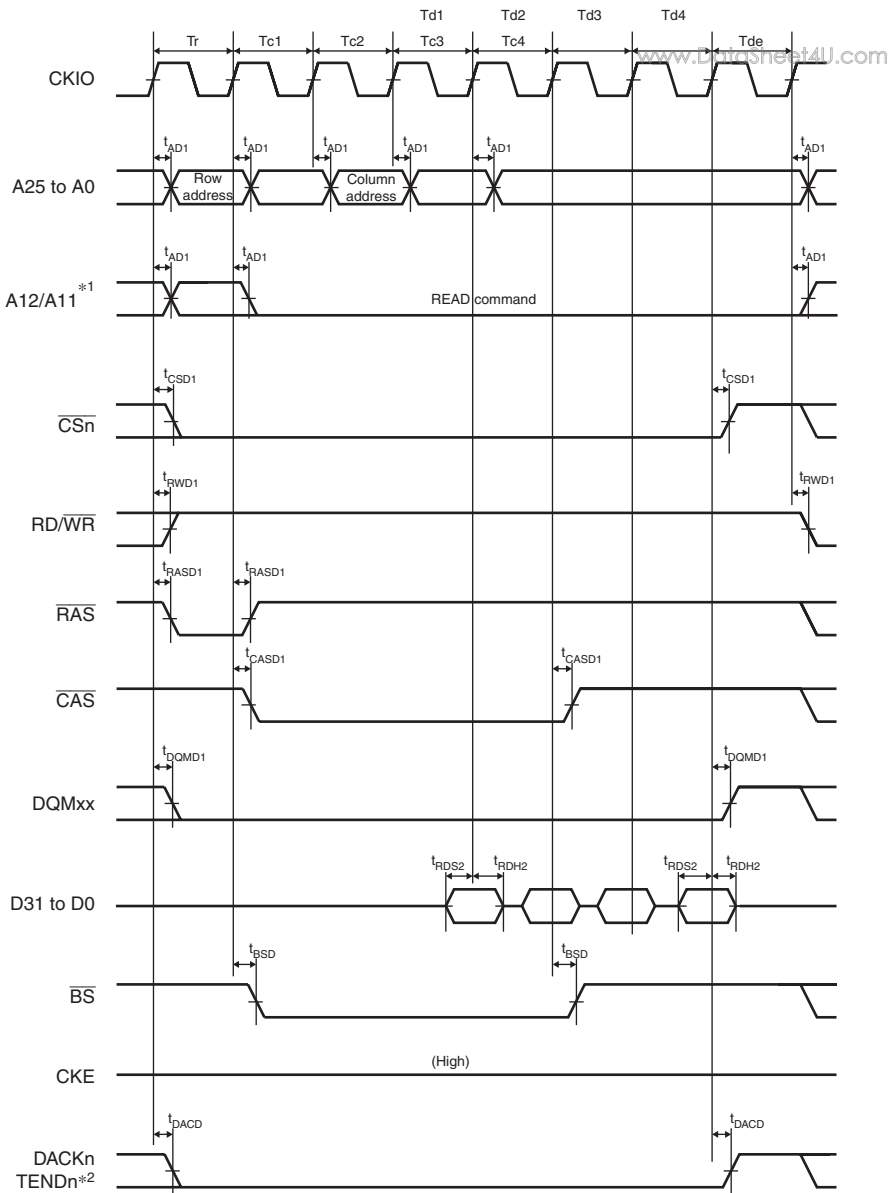 Td1 Td2 Td3 Td4
Tr Tc1 Tc2 Tc3 Tc4 Tde
www.DataSheet4U.com
CKIO
tAD1 tAD1 tAD1 tAD1 tAD1 tAD1
A25 to A0
Row address
Column address
tAD1 tAD1 tAD1
A12/A11*1
READ command
tCSD1 tCSD1
CSn
tRWD1 tRWD1
RD/WR
tRASD1 tRASD1
RAS
tCASD1 tCASD1
CAS
tDQMD1 tDQMD1
DQMxx
tRDS2 tRDH2 tRDS2 tRDH2
D31 to D0
tBSD tBSD
BS
(High)
CKE
tDACD tDACD
DACKn
TENDn*2